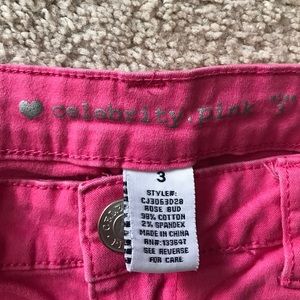 celebrity.pink
3
STYLE#:
CJ3063D28
ROSE BUD
98% COTTON
2% SPANDEX
MADE IN CHINA
RN#:133647
SEE REVERSE
FOR CARE